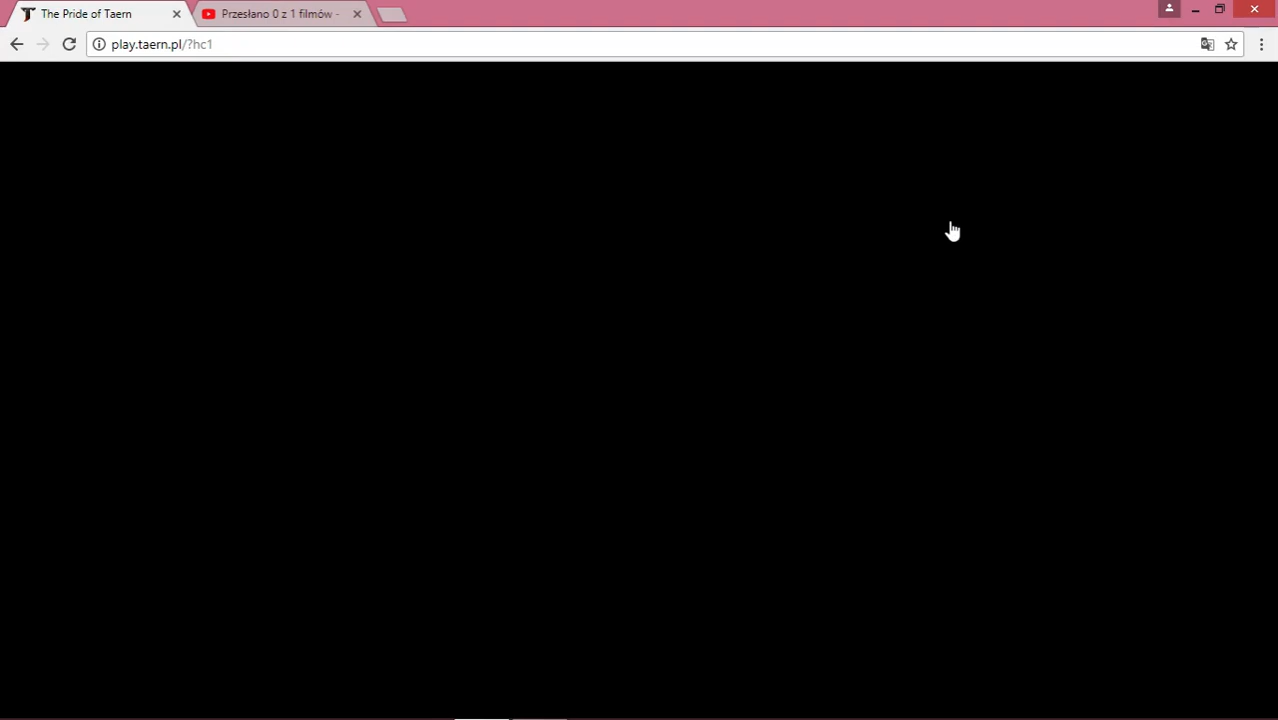 The Pride of Taern
Przesłano 0 z 1 filmów -
play.taern.pl/?hc1